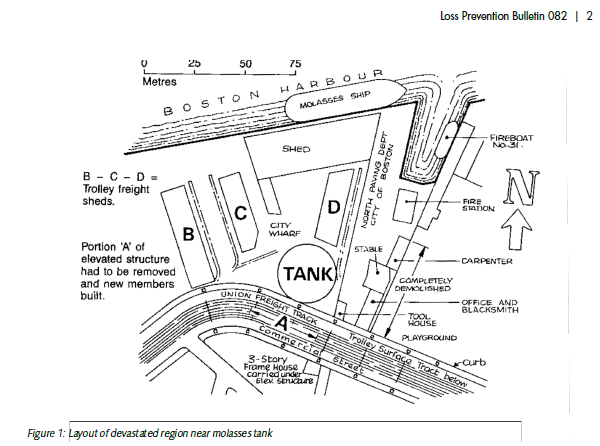 Loss Prevention Bulletin 082 | 2
0 25 50 75
Metres
BOSTON HARBOUR
MOLASSES SHIP
FIREBOAT
No.31.
SHED
B – C – D =
Trolley freight
sheds.
NORTH PAVING DEPT
CITY OF BOSTON
N
B
C
D
CITY
WHARF
FIRE
STATION
Portion 'A' of
elevated structure
had to be removed
and new members
built.
STABLE
CARPENTER
TANK
COMPLETELY
DEMOLISHED
UNION FREIGHT TRACK
OFFICE AND
BLACKSMITH
A
TOOL
HOUSE
PLAYGROUND
Commercial Street
Trolley Surface Track below
Curb
3-Story
Frame House
carried under
Elev. structure
Figure 1: Layout of devastated region near molasses tank